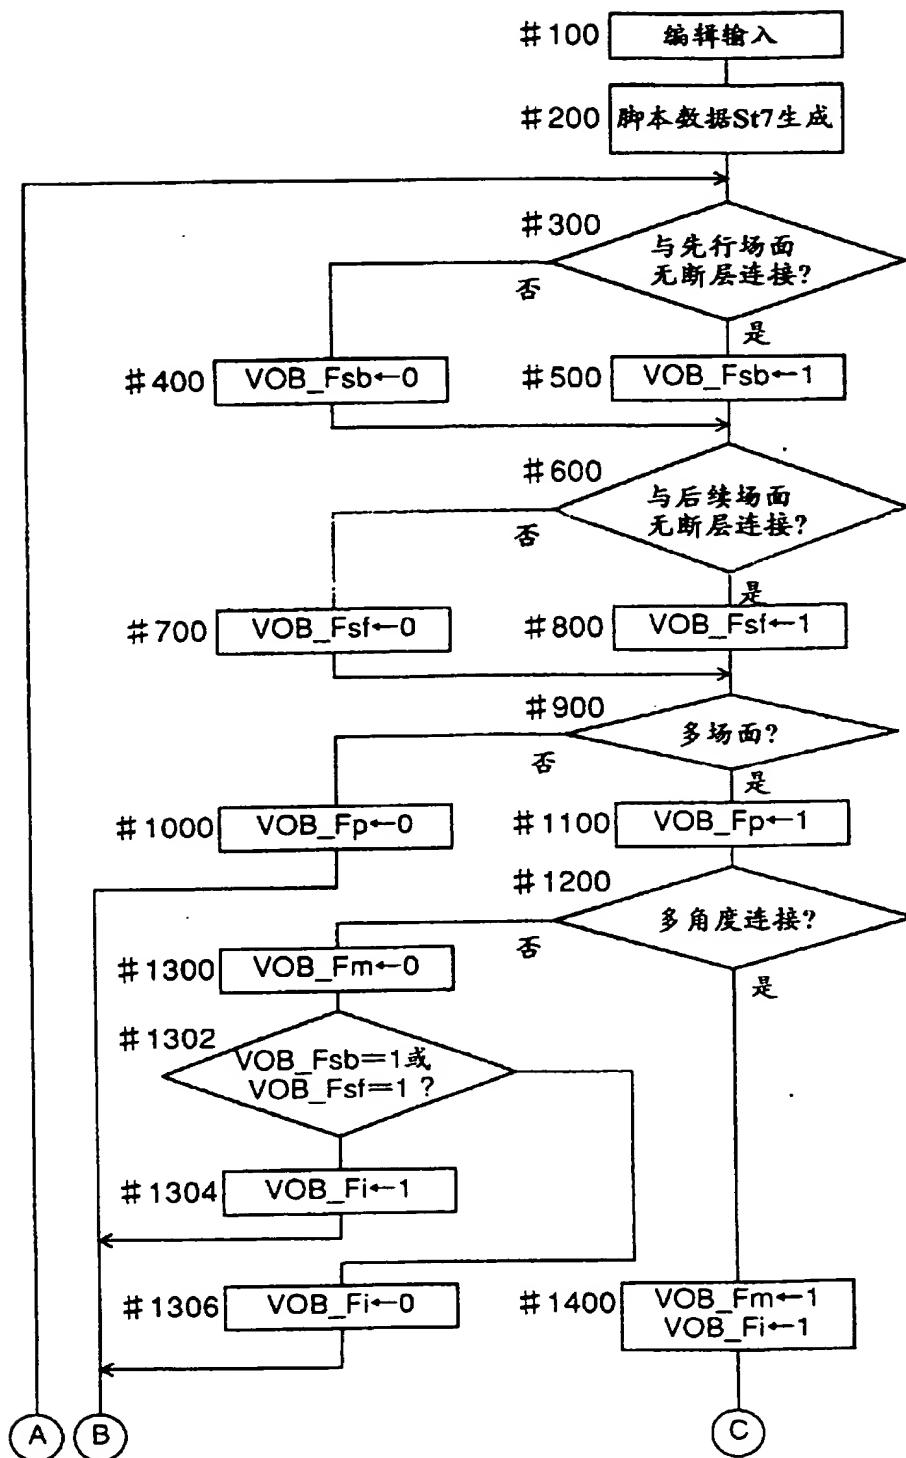 #100 编辑输入
#200 脚本数据St7生成
#300
与先行场面
无断层连接?
否
是
#400 VOB_Fsb←0
#500 VOB_Fsb←1
#600
与后续场面
无断层连接?
否
是
#700 VOB_Fsf←0
#800 VOB_Fsf←1
#900
多场面?
否
是
#1000 VOB_Fp←0
#1100 VOB_Fp←1
#1200
多角度连接?
否
是
#1300 VOB_Fm←0
#1302
VOB_Fsb=1或
VOB_Fsf=1?
#1304 VOB_Fi←1
#1306 VOB_Fi←0
#1400 VOB_Fm←1
VOB_Fi←1
A
B
C